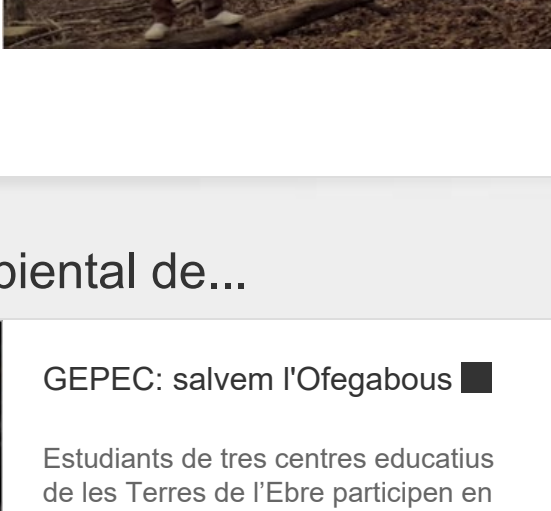 biental de...
GEPEC: salvem l'Ofegabous
Estudiants de tres centres educatius
de les Terres de l’Ebre participen en